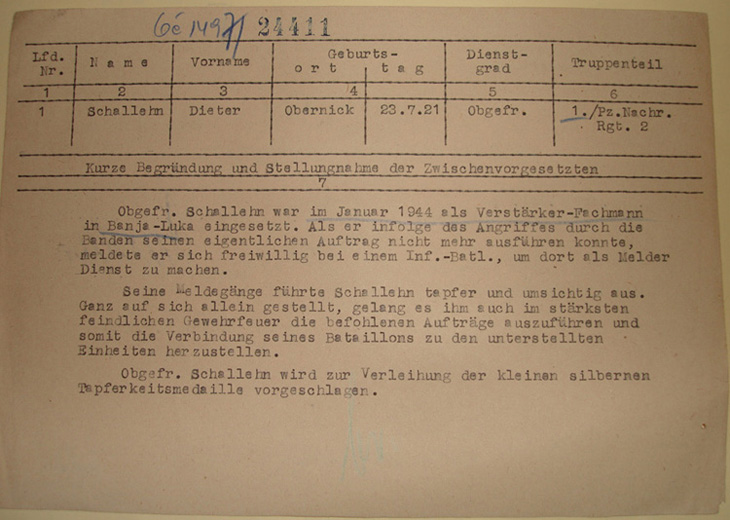 Gé 1497/ 24411
Lfd. Nr. Name Vorname Geburts- ort tag Dienst- grad Truppenteil
1 2 3 4 5 6
1 Schallehn Dieter Obernick 23.7.21 Obgefr. 1./Pz.Nachr. Rgt. 2
Kurze Begründung und Stellungnahme der Zwischenvorgesetzten
7
Obgefr. Schallehn war im Januar 1944 als Verstärker-Fachmann
in Banja-Luka eingesetzt. Als er infolge des Angriffes durch die
Banden seinen eigentlichen Auftrag nicht mehr ausführen konnte,
meldete er sich freiwillig bei einem Inf.-Batl., um dort als Melder
Dienst zu machen.
Seine Meldegänge führte Schallehn tapfer und umsichtig aus.
Ganz auf sich allein gestellt, gelang es ihm auch im stärksten
feindlichen Gewehrfeuer die befohlenen Aufträge auszuführen und
somit die Verbindung seines Bataillons zu den unterstellten
Einheiten herzustellen.
Obgefr. Schallehn wird zur Verleihung der kleinen silbernen
Tapferkeitsmedaille vorgeschlagen.